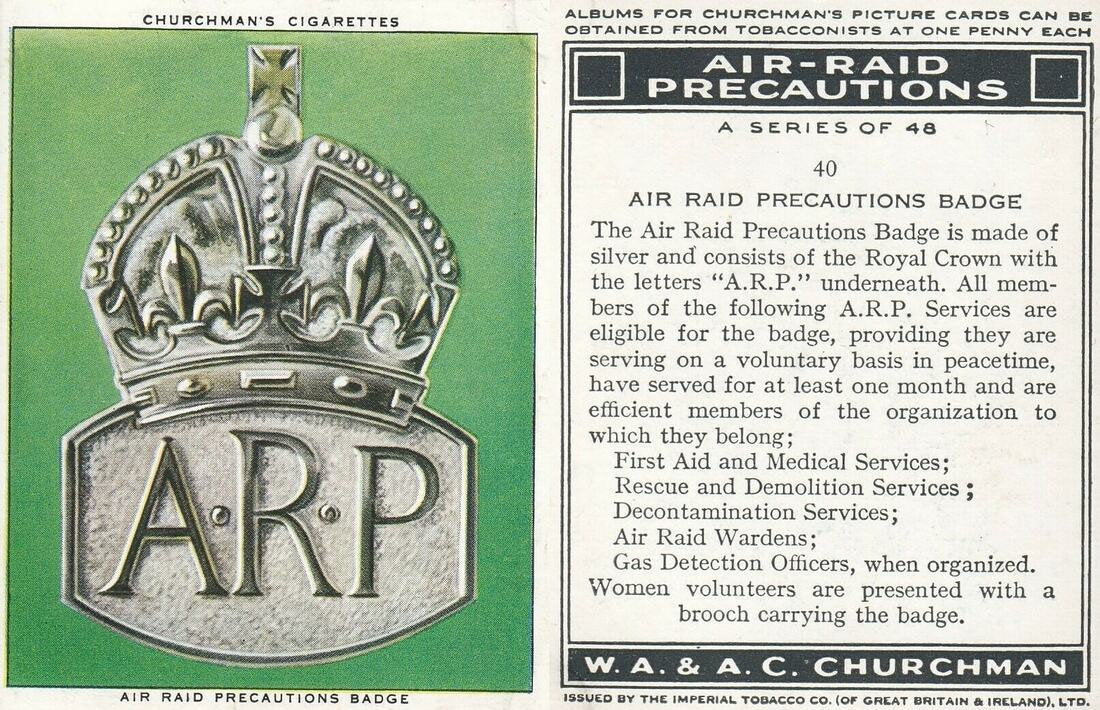 CHURCHMAN'S CIGARETTES
A·R·P
AIR RAID PRECAUTIONS BADGE
ALBUMS FOR CHURCHMAN'S PICTURE CARDS CAN BE
OBTAINED FROM TOBACCONISTS AT ONE PENNY EACH
AIR-RAID
PRECAUTIONS
A SERIES OF 48
40
AIR RAID PRECAUTIONS BADGE
The Air Raid Precautions Badge is made of
silver and consists of the Royal Crown with
the letters "A.R.P." underneath. All mem-
bers of the following A.R.P. Services are
eligible for the badge, providing they are
serving on a voluntary basis in peacetime,
have served for at least one month and are
efficient members of the organization to
which they belong;
First Aid and Medical Services;
Rescue and Demolition Services;
Decontamination Services;
Air Raid Wardens;
Gas Detection Officers, when organized.
Women volunteers are presented with a
brooch carrying the badge.
W. A. & A. C. CHURCHMAN
ISSUED BY THE IMPERIAL TOBACCO CO. (OF GREAT BRITAIN & IRELAND), LTD.